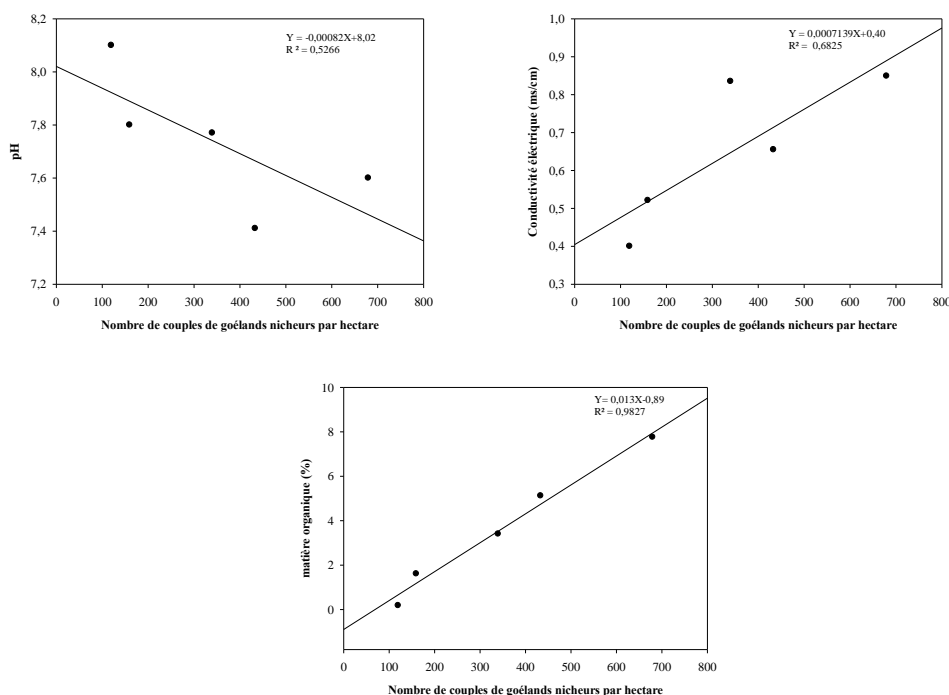 8,2
8,0
7,8
7,6
7,4
7,2
pH
Y = -0,00082X+8,02
R ² = 0,5266
0 100 200 300 400 500 600 700 800
Nombre de couples de goélands nicheurs par hectare
1,0
0,9
0,8
0,7
0,6
0,5
0,4
0,3
Conductivité éléctrique (ms/cm)
Y = 0,0007139X+0,40
R² = 0,6825
0 100 200 300 400 500 600 700 800
Nombre de couples de goélands nicheurs par hectare
10
8
6
4
2
0
matière organique (%)
Y= 0,013X-0,89
R² = 0,9827
0 100 200 300 400 500 600 700 800
Nombre de couples de goélands nicheurs par hectare